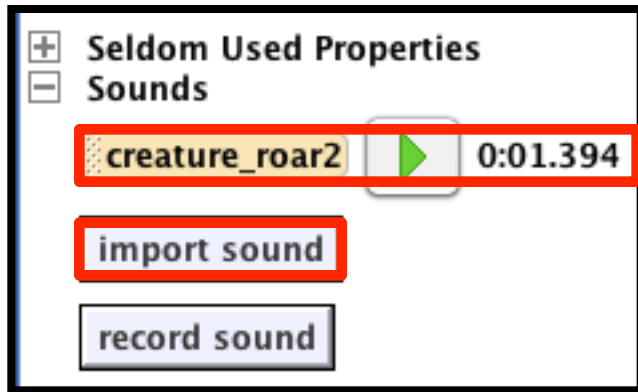 Seldom Used Properties
Sounds
creature_roar2 0:01.394
import sound
record sound